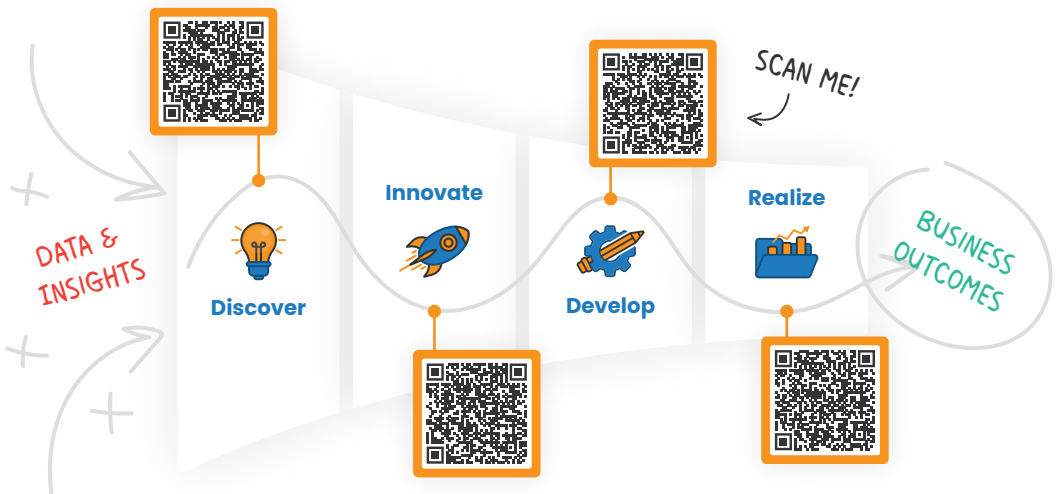 SCAN ME!
Innovate
Realize
DATA &
INSIGHTS
BUSINESS
OUTCOMES
Discover
Develop